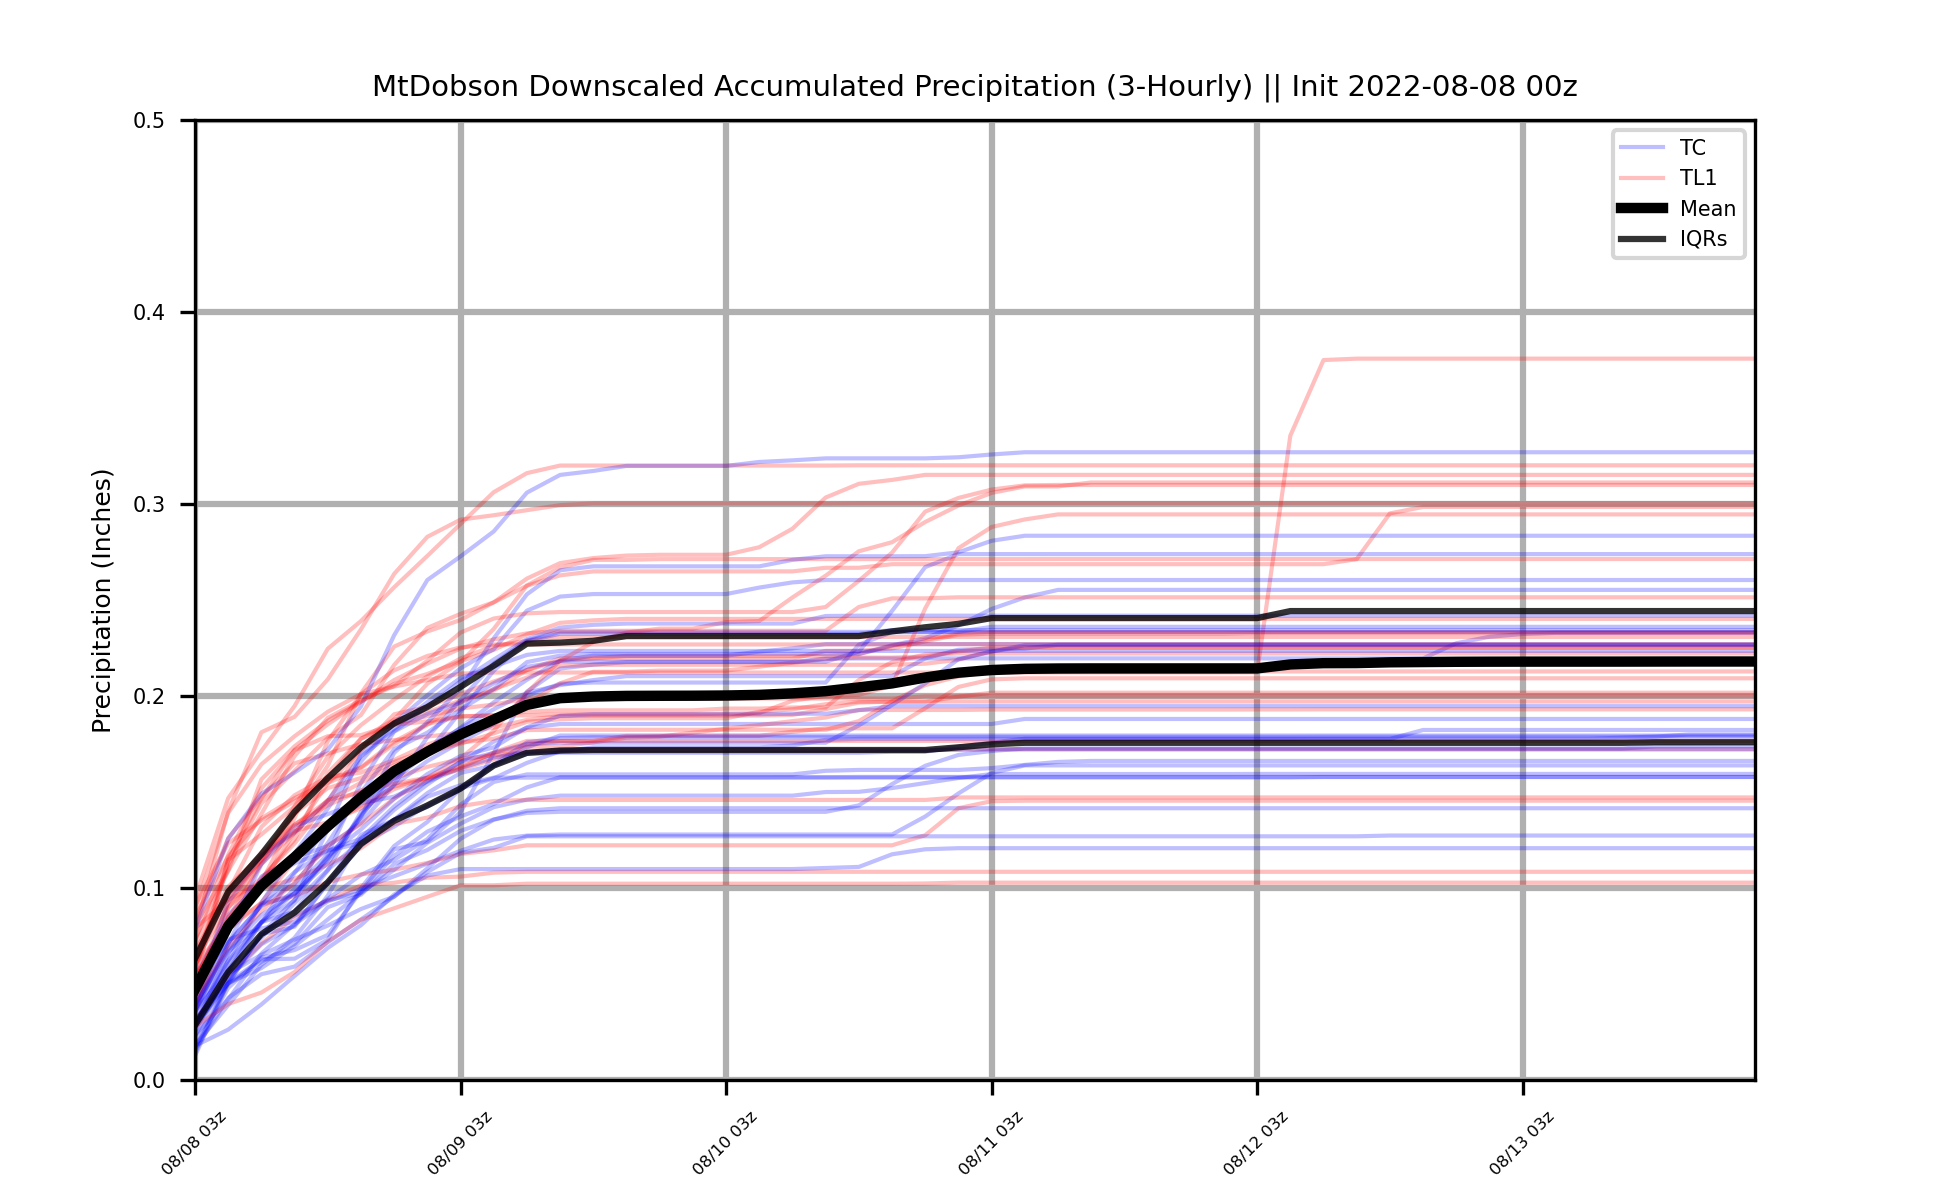 MtDobson Downscaled Accumulated Precipitation (3-Hourly) || Init 2022-08-08 00z
0.5
0.4
0.3
0.2
0.1
0.0
Precipitation (Inches)
TC
TL1
Mean
IQRs
08/08 03z
08/09 03z
08/10 03z
08/11 03z
08/12 03z
08/13 03z